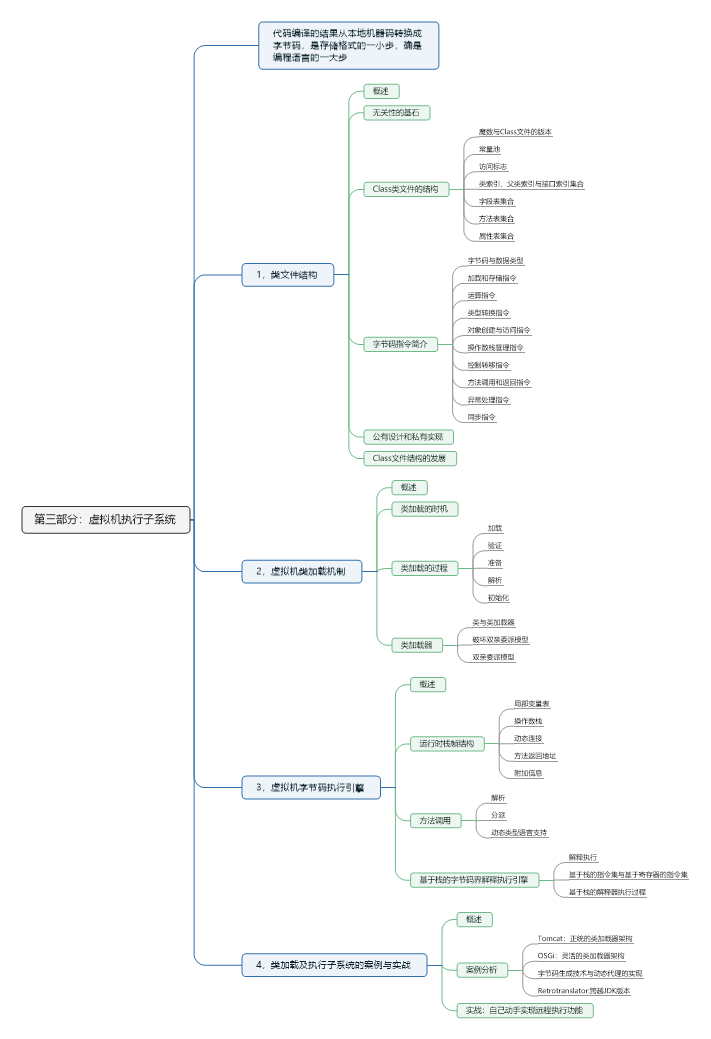 代码编译的结果从本地机器码转换成
字节码，是存储格式的一小步，确是
编程语言的一大步
概述
无关性的基石
魔数与Class文件的版本
常量池
访问标志
Class类文件的结构
类索引，父类索引与接口索引集合
字段表集合
方法表集合
属性表集合
1，类文件结构
字节码与数据类型
加载和存储指令
运算指令
类型转换指令
对象创建与访问指令
字节码指令简介
操作数栈管理指令
控制转移指令
方法调用和返回指令
异常处理指令
同步指令
公有设计和私有实现
Class文件结构的发展
第三部分：虚拟机执行子系统
概述
类加载的时机
加载
验证
2，虚拟机类加载机制
类加载的过程
准备
解析
初始化
类与类加载器
类加载器
破坏双亲委派模型
双亲委派模型
概述
局部变量表
操作数栈
运行时栈帧结构
动态连接
方法返回地址
附加信息
3，虚拟机字节码执行引擎
解析
方法调用
分派
动态类型语言支持
解释执行
基于栈的字节码界解释执行引擎
基于栈的指令集与基于寄存器的指令集
基于栈的解释器执行过程
概述
Tomcat：正统的类加载器架构
OSGi：灵活的类加载器架构
4，类加载及执行子系统的案例与实战
案例分析
字节码生成技术与动态代理的实现
Retrotranslator:跨越JDK版本
实战：自己动手实现远程执行功能